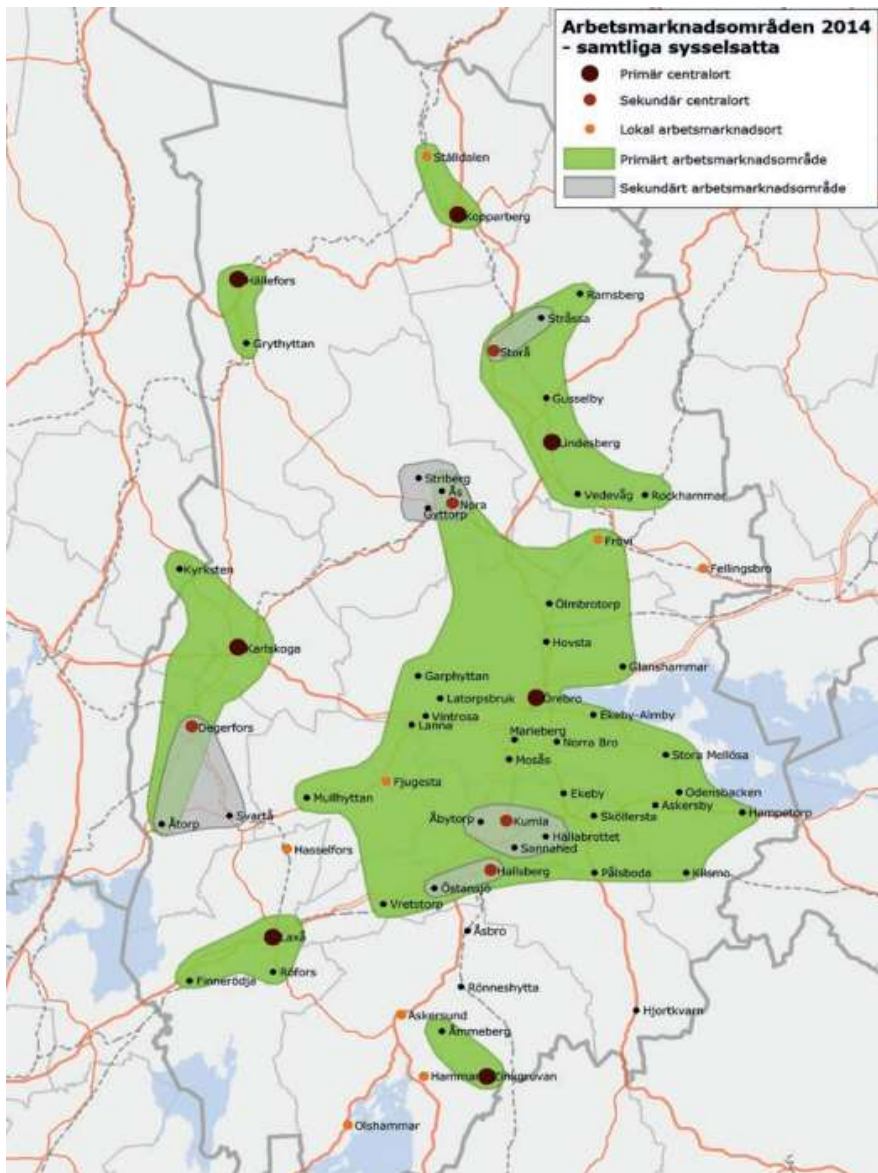 Arbetsmarknadsområden 2014
- samtliga sysselsatta
Primär centralort
Sekundär centralort
Lokal arbetsmarknadsort
Primärt arbetsmarknadsområde
Sekundärt arbetsmarknadsområde
Ställdalen
Kopparberg
Hällefors
Grythyttan
Ramsberg
Stråssa
Storå
Gusselby
Lindesberg
Vedevåg
Rockhammar
Striberg
Ås
Nora
Gyttorp
Frövi
Fellingsbro
Kyrksten
Ölmbrotorp
Hovsta
Karlskoga
Glanshammar
Garphyttan
Latorpsbruk
Örebro
Vintrosa
Lanna
Ekeby-Almby
Degerfors
Marieberg
Norra Bro
Mosås
Stora Mellösa
Fjugesta
Mullhyttan
Ekeby
Odensbacken
Askersby
Hampetorp
Åtorp
Svartå
Åbytorp
Kumla
Sköllersta
Hällabrottet
Sannahed
Hasselfors
Hallsberg
Pålsboda
Kilsmo
Östansjö
Vretstorp
Laxå
Åsbro
Röfors
Finnerödja
Rönneshytta
Askersund
Hjortkvarn
Åmmeberg
Hammar
Zinkgruvan
Olshammar